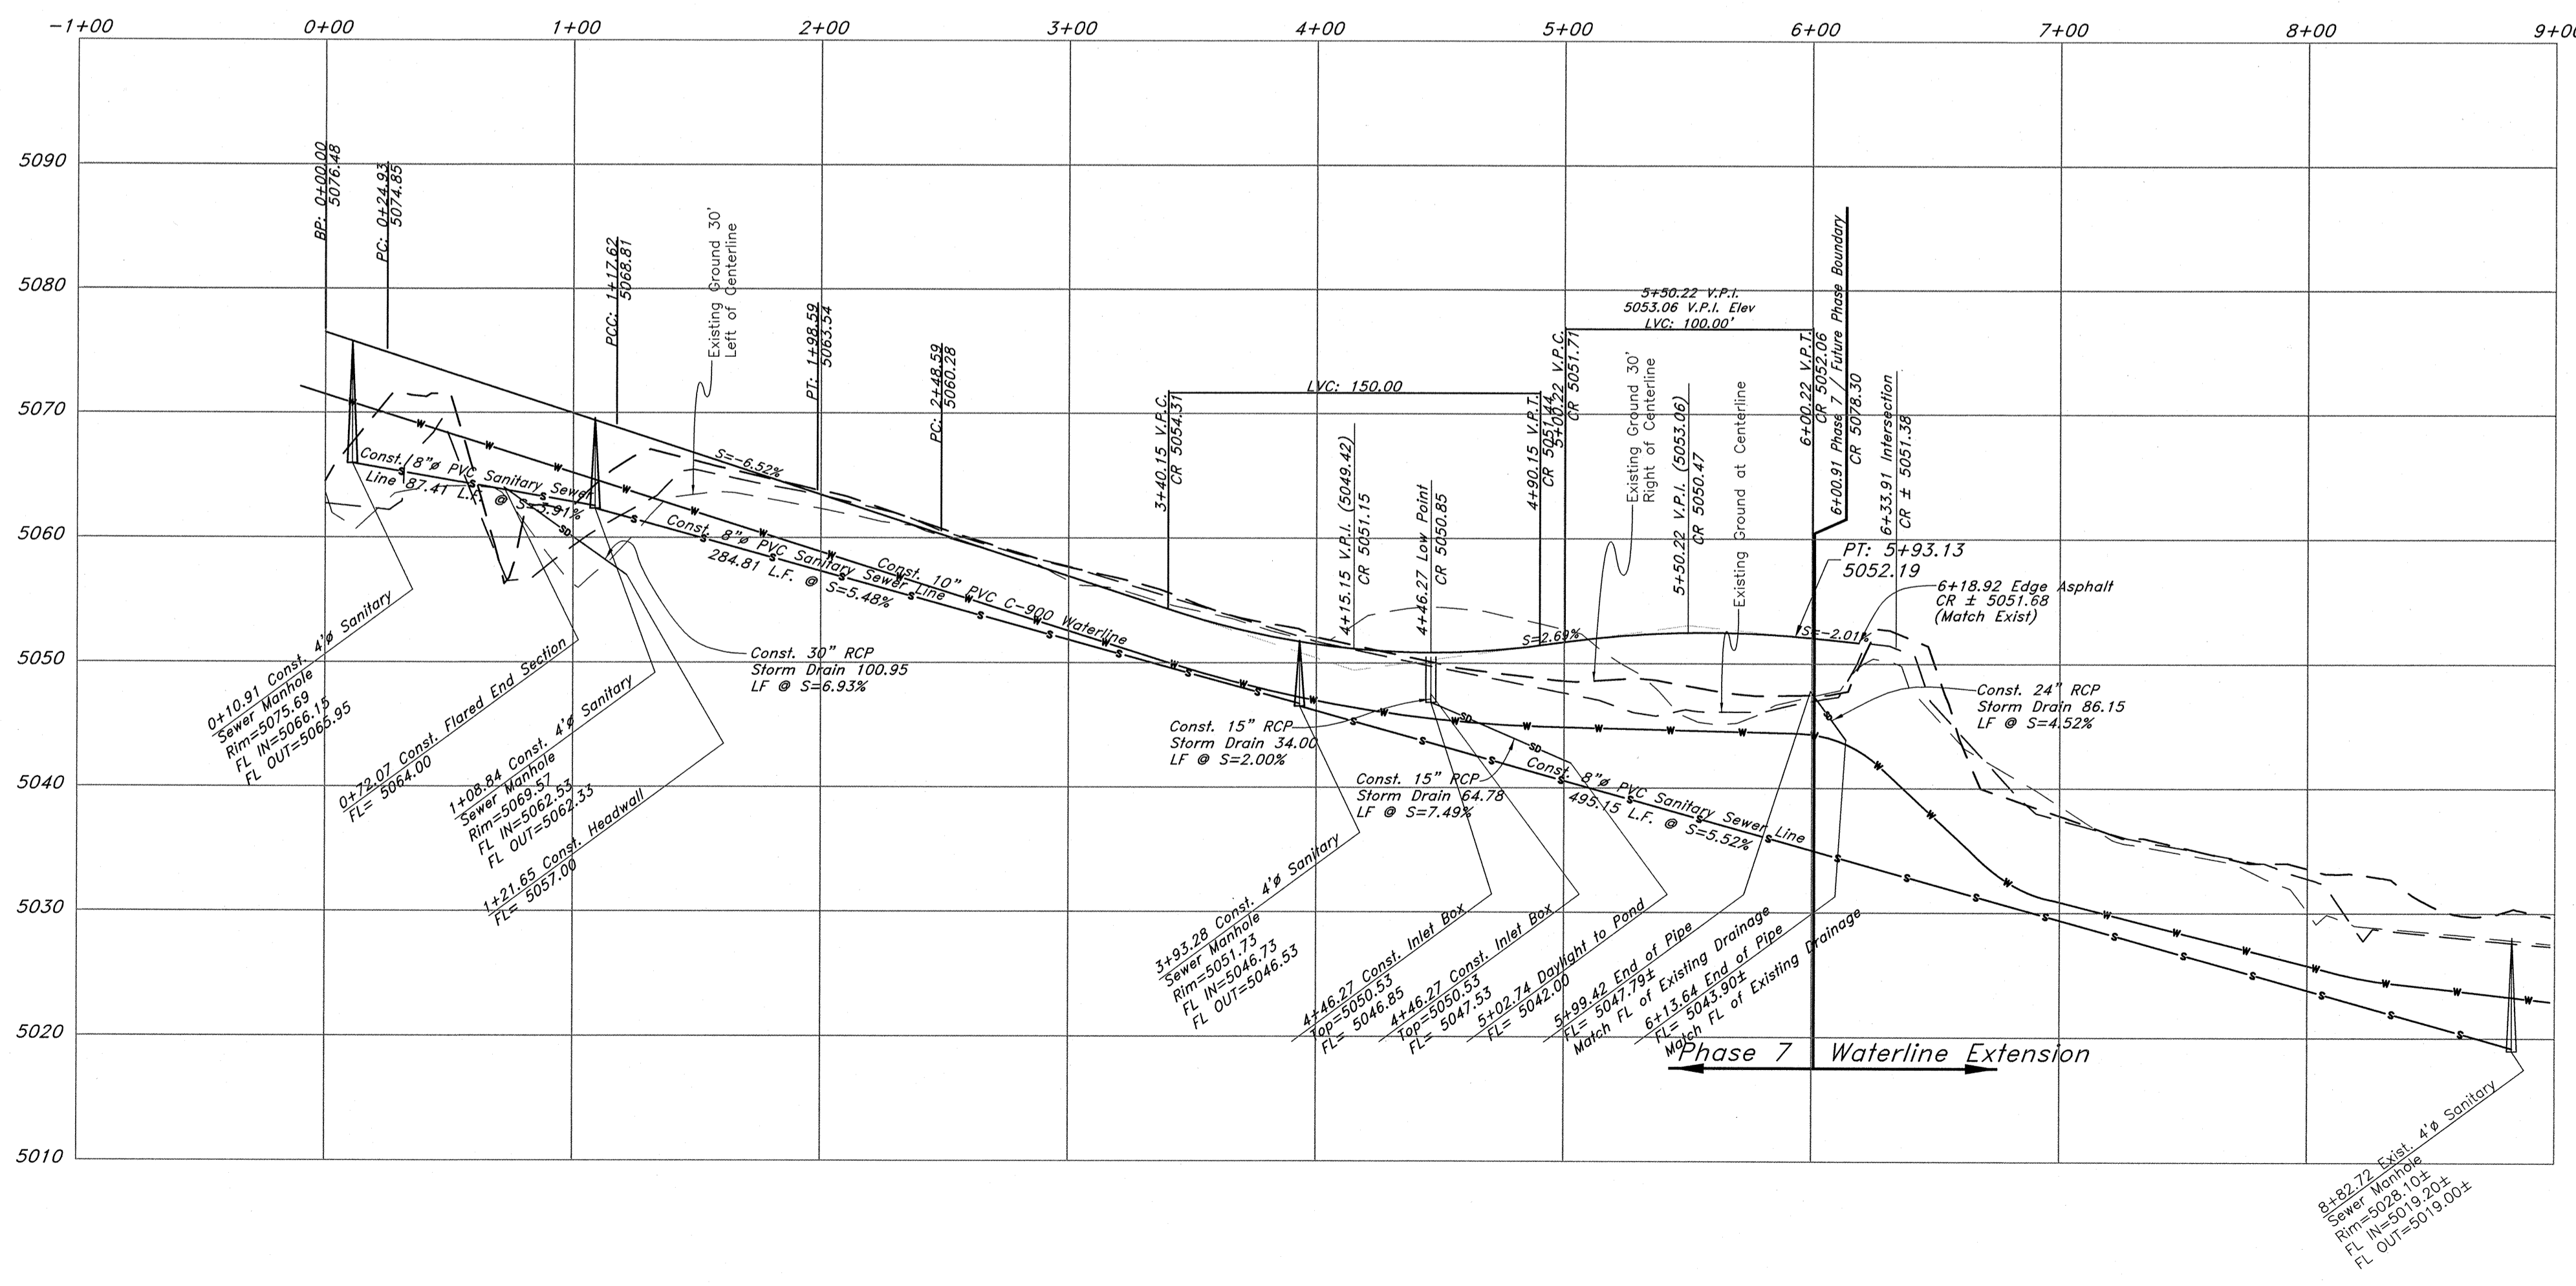 -1+00
0+00
1+00
2+00
3+00
4+00
5+00
6+00
7+00
8+00
5090
5080
5070
5060
5050
5040
5030
5020
5010
BP: 0+00.00
5076.48
PC: 0+24.93
5074.85
PCC: 1+17.62
5068.81
Existing Ground 30'
Left of Centerline
PT: 1+98.59
5063.54
PC: 2+48.59
5060.28
S=-6.52%
LVC: 150.00
3+40.15 V.P.C.
CR 5054.31
4+15.15 V.P.I. (5049.42)
CR 5051.15
4+46.27 Low Point
CR 5050.85
4+90.15 V.P.T.
CR 5051.44
5+00.22 V.P.C.
CR 5051.71
5+50.22 V.P.I.
5053.06 V.P.I. Elev
LVC: 100.00'
Existing Ground 30'
Right of Centerline
5+50.22 V.P.I. (5053.06)
CR 5050.47
Existing Ground at Centerline
6+00.22 V.P.T.
CR 5052.06
6+00.91 Phase 7 / Future Phase Boundary
CR 5078.30
6+33.91 Intersection
CR ± 5051.38
PT: 5+93.13
5052.19
6+18.92 Edge Asphalt
CR ± 5051.68
(Match Exist)
S=2.69%
S=-2.01%
Const. 8"ø PVC Sanitary Sewer
Line 87.41 L.F. @ S=3.91%
Const. 8"ø PVC Sanitary Sewer Line
284.81 L.F. @ S=5.48%
Const. 10" PVC C-900 Waterline
Const. 30" RCP
Storm Drain 100.95
LF @ S=6.93%
Const. 15" RCP
Storm Drain 34.00
LF @ S=2.00%
Const. 15" RCP
Storm Drain 64.78
LF @ S=7.49%
Const. 24" RCP
Storm Drain 86.15
LF @ S=4.52%
Const. 8"ø PVC Sanitary Sewer Line
495.15 L.F. @ S=5.52%
0+10.91 Const. 4'ø Sanitary
Sewer Manhole
Rim=5075.69
FL IN=5066.15
FL OUT=5065.95
0+72.07 Const. Flared End Section
FL= 5064.00
1+08.84 Const. 4'ø Sanitary
Sewer Manhole
Rim=5069.57
FL IN=5062.53
FL OUT=5062.33
1+21.65 Const. Headwall
FL= 5057.00
3+93.28 Const. 4'ø Sanitary
Sewer Manhole
Rim=5051.73
FL IN=5046.73
FL OUT=5046.53
4+46.27 Const. Inlet Box
Top=5050.53
FL= 5046.85
4+46.27 Const. Inlet Box
Top=5050.53
FL= 5047.53
5+02.74 Daylight to Pond
FL= 5042.00
5+99.42 End of Pipe
FL= 5047.79±
Match FL of Existing Drainage
6+13.64 End of Pipe
FL= 5043.90±
Match FL of Existing Drainage
Phase 7
Waterline Extension
8+82.72 Exist. 4'ø Sanitary
Sewer Manhole
Rim=5028.10±
FL IN=5019.20±
FL OUT=5019.00±